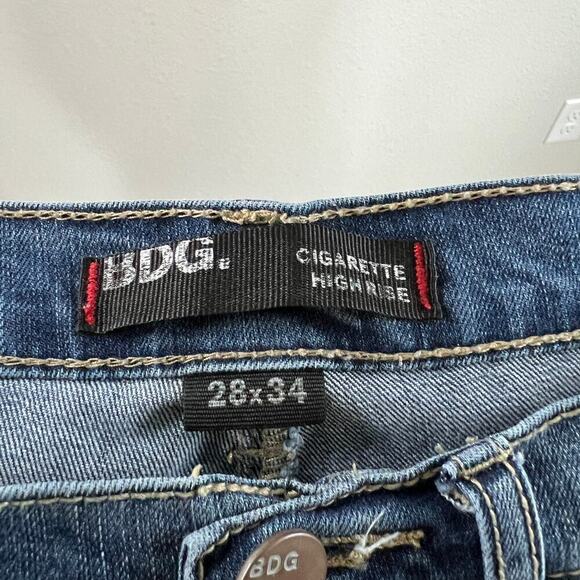 BDG.
CIGARETTE
HIGH RISE
28x34
BDG